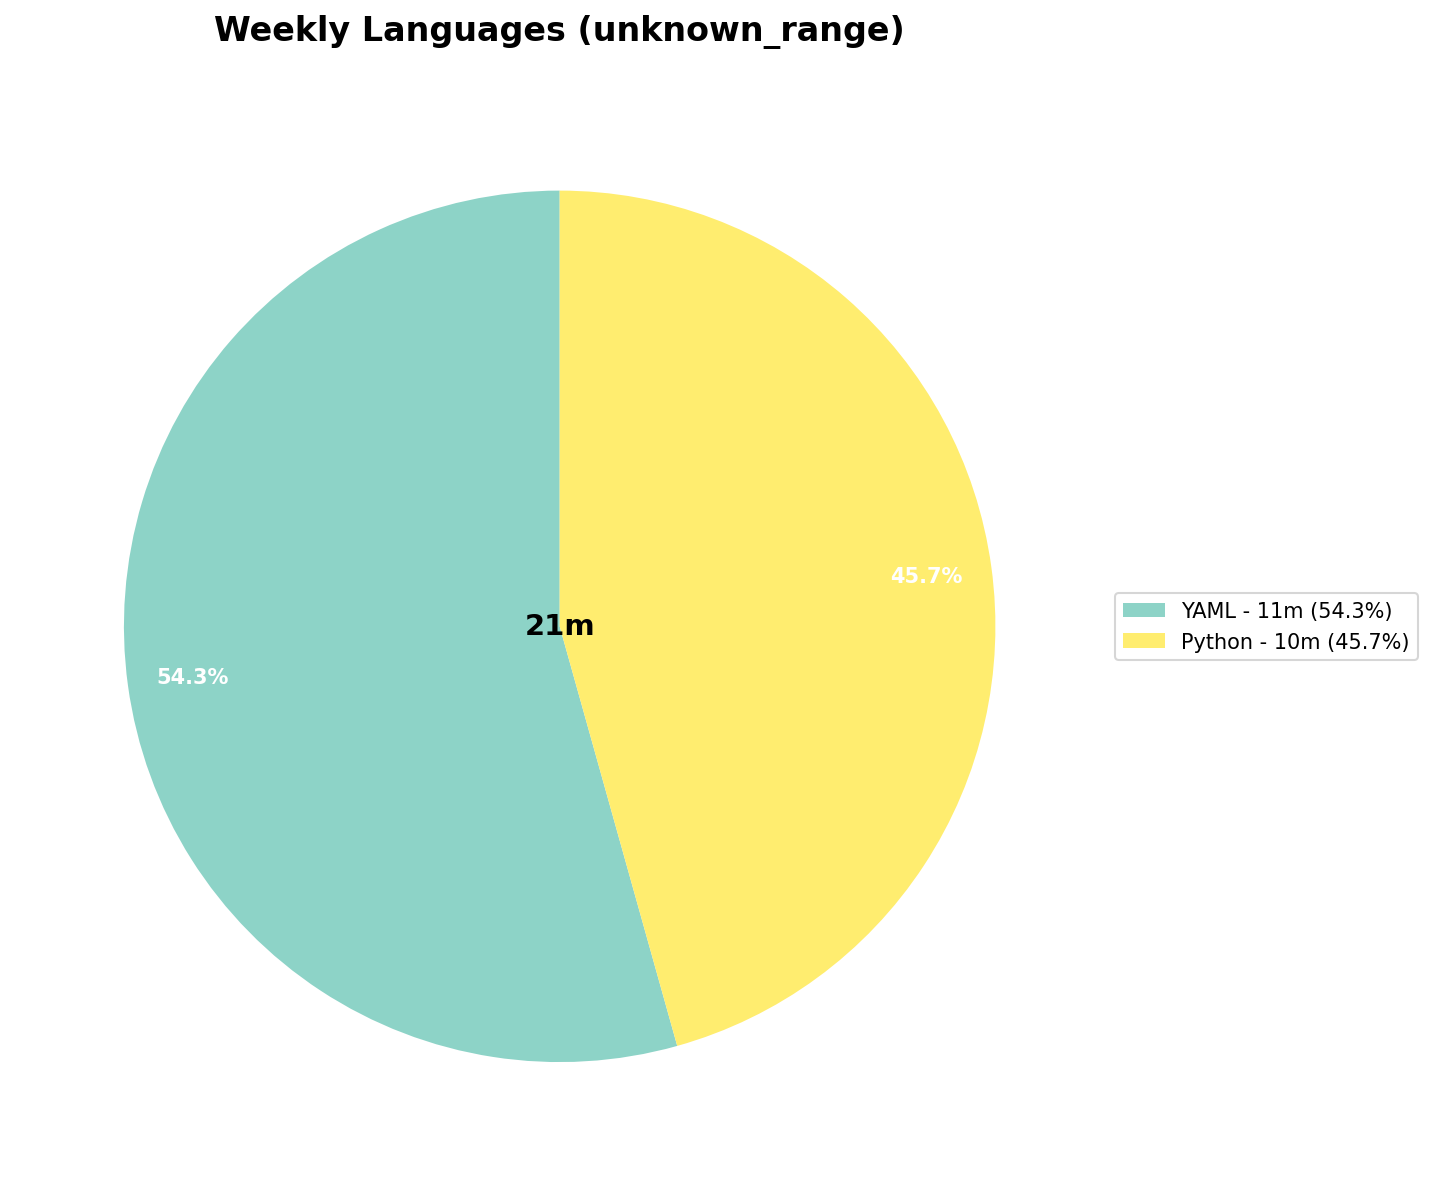 Weekly Languages (unknown_range)
45.7%
21m
54.3%
YAML - 11m (54.3%)
Python - 10m (45.7%)